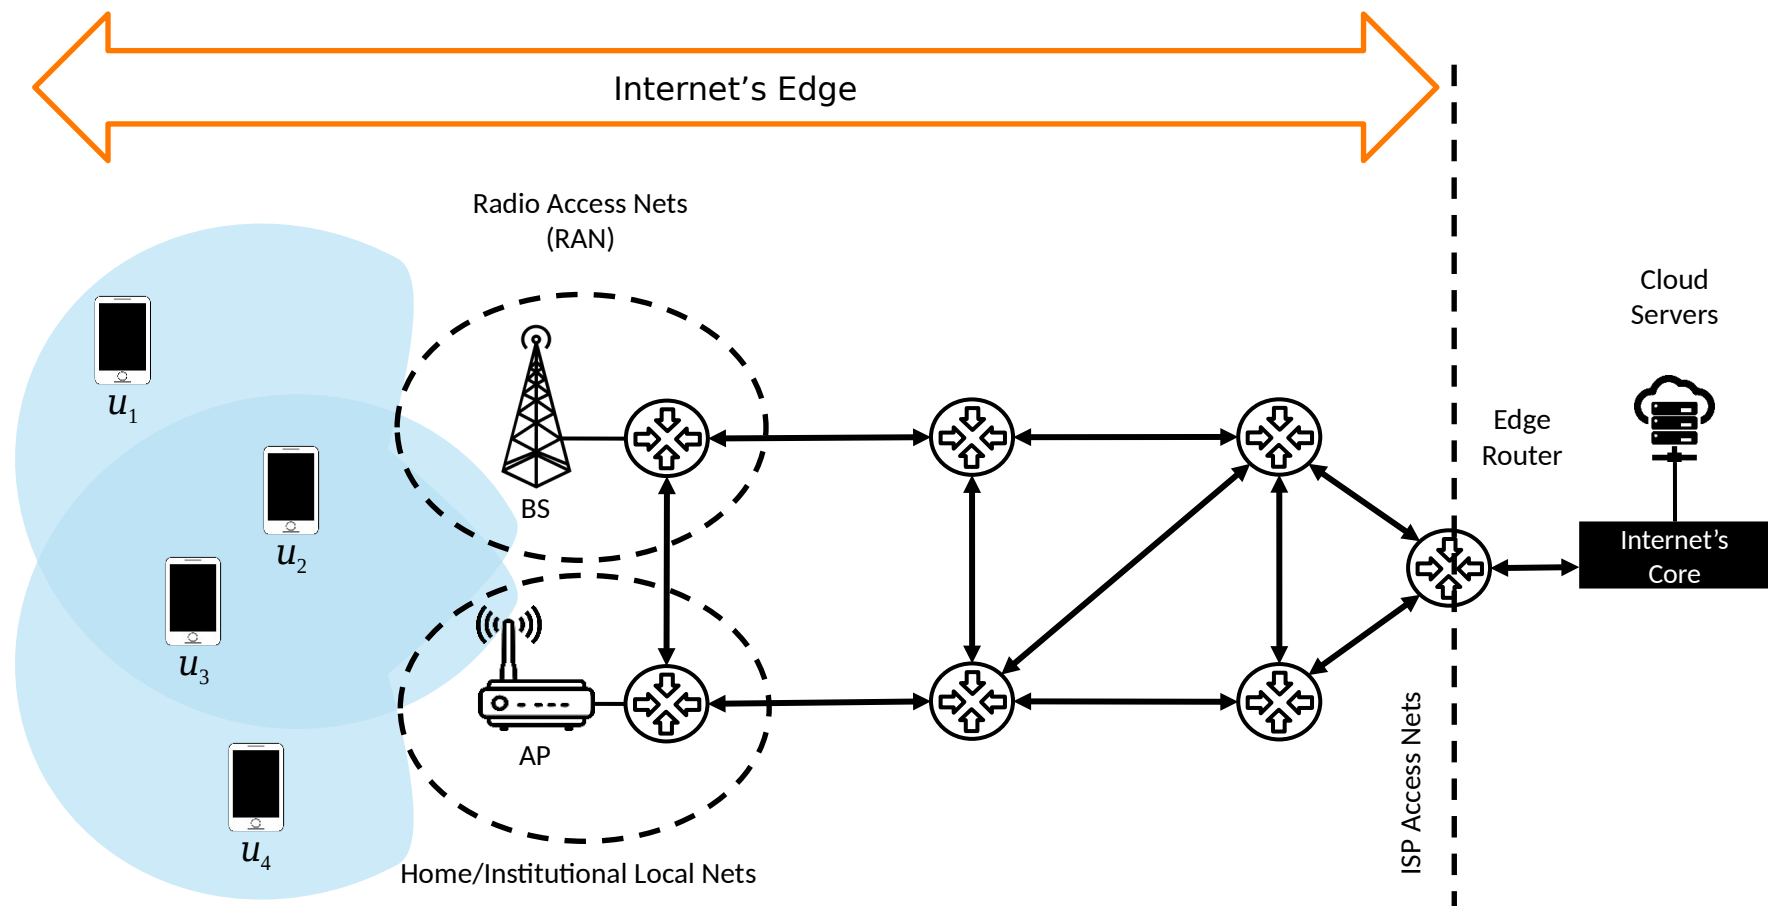 Internet’s Edge
Radio Access Nets
(RAN)
Cloud
Servers
u1
Edge
Router
BS
u2
Internet’s
Core
u3
AP
ISP Access Nets
u4
Home/Institutional Local Nets